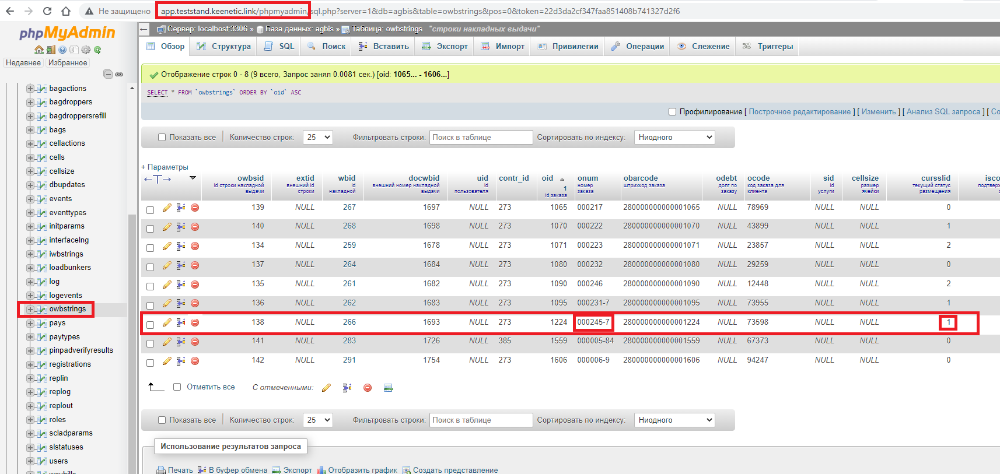 Не защищено app.teststand.keenetic.link/phpmyadmin/sql.php?server=1&db=agbis&table=owbstrings&pos=0&token=22d3da2cf347faa851408b741327d2f6
phpMyAdmin
Недавнее Избранное
bagactions
bagdroppers
bagdroppersrefill
bags
cellactions
cells
cellsize
dbupdates
events
eventtypes
initparams
interfacelng
iwbstrings
loadbunkers
log
logevents
owbstrings
pays
paytypes
pinpadverifyresults
registrations
replin
replog
replout
roles
scladparams
slstatuses
users
Сервер: localhost:3306 » База данных: agbis » Таблица: owbstrings "строки накладных выдачи"
Обзор Структура SQL Поиск Вставить Экспорт Импорт Привилегии Операции Слежение Триггеры
Отображение строк 0 - 8 (9 всего, Запрос занял 0.0081 сек.) [oid: 1065... - 1606...]
SELECT * FROM `owbstrings` ORDER BY `oid` ASC
Профилирование [ Построчное редактирование ] [ Изменить ] [ Анализ SQL запроса ] [ Со
Показать все Количество строк: 25 Фильтровать строки: Поиск в таблице Сортировать по индексу: Ниодного
+ Параметры
←T→ owbsid extid wbid docwbid uid contr_id oid onum obarcode odebt ocode sid cellsize cursslid isco
id строки накладной выдачи внешний id строки id накладной внешний номер накладной выдачи id пользователя 1 id заказа номер заказа штрихкод заказа долг по заказу код заказа для клиента id услуги размер ячейки текущий статус размещения подтверж
139 NULL 267 1697 NULL 273 1065 000217 280000000000001065 NULL 78969 NULL NULL 0
140 NULL 268 1698 NULL 273 1070 000222 280000000000001070 NULL 43899 NULL NULL 1
134 NULL 259 1678 NULL 273 1071 000223 280000000000001071 NULL 23857 NULL NULL 2
137 NULL 264 1684 NULL 273 1080 000232 280000000000001080 NULL 29259 NULL NULL 0
135 NULL 261 1682 NULL 273 1090 000246 280000000000001090 NULL 12448 NULL NULL 2
136 NULL 262 1683 NULL 273 1095 000231-7 280000000000001095 NULL 73955 NULL NULL 1
138 NULL 266 1693 NULL 273 1224 000245-7 280000000000001224 NULL 73598 NULL NULL 1
141 NULL 283 1726 NULL 385 1559 000005-84 280000000000001559 NULL 67373 NULL NULL 0
142 NULL 291 1754 NULL 273 1606 000006-9 280000000000001606 NULL 94247 NULL NULL 0
Отметить все С отмеченными:
Показать все Количество строк: 25 Фильтровать строки: Поиск в таблице Сортировать по индексу: Ниодного
Использование результатов запроса
Печать В буфер обмена Экспорт Отобразить график Создать представление